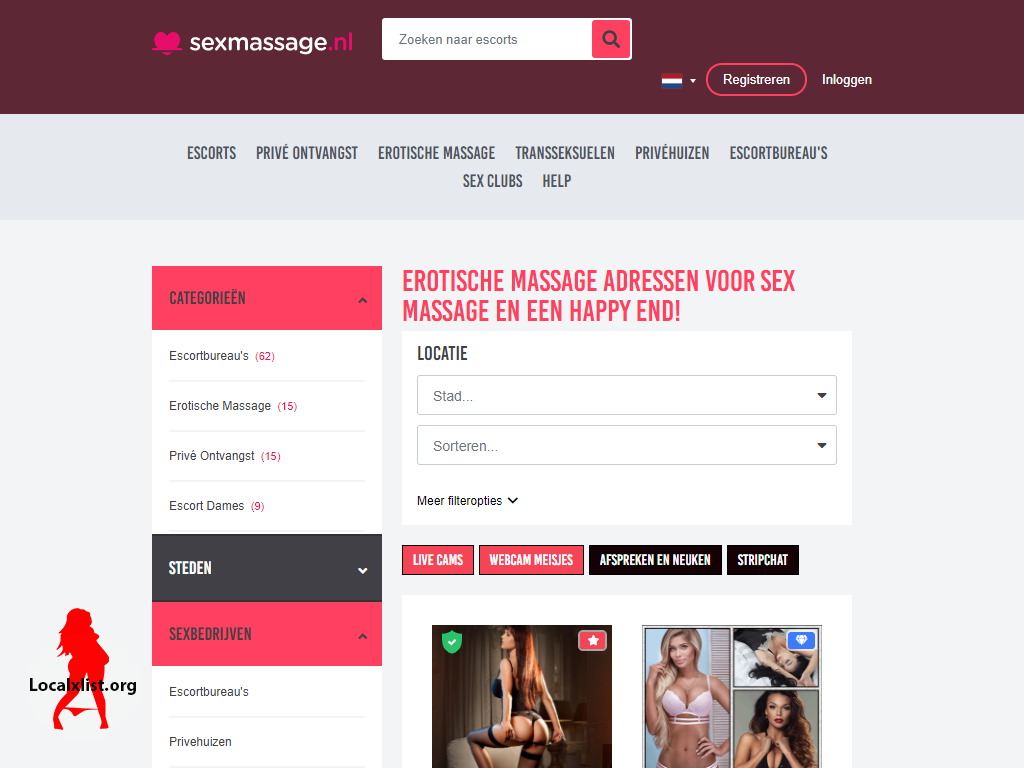 sexmassage.nl
Zoeken naar escorts
Registreren
Inloggen
ESCORTS PRIVÉ ONTVANGST EROTISCHE MASSAGE TRANSSEKSUELEN PRIVÉHUIZEN ESCORTBUREAU'S
SEX CLUBS HELP
CATEGORIEËN
Escortbureau's (62)
Erotische Massage (15)
Privé Ontvangst (15)
Escort Dames (9)
STEDEN
SEXBEDRIJVEN
Escortbureau's
Privehuizen
EROTISCHE MASSAGE ADRESSEN VOOR SEX
MASSAGE EN EEN HAPPY END!
LOCATIE
Stad...
Sorteren...
Meer filteropties
LIVE CAMS WEBCAM MEISJES AFSPREKEN EN NEUKEN STRIPCHAT
Localxlist.org